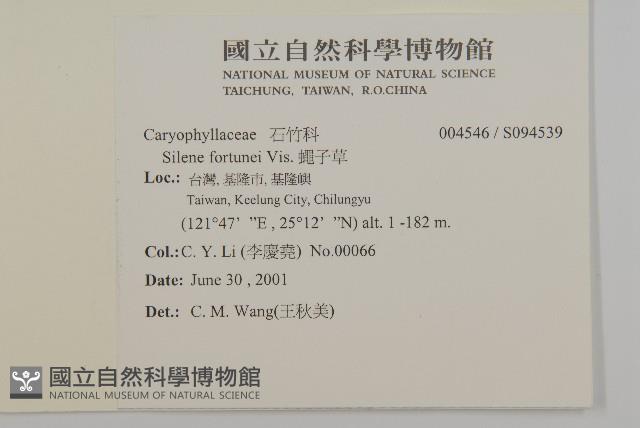 國立自然科學博物館
NATIONAL MUSEUM OF NATURAL SCIENCE
TAICHUNG, TAIWAN, R.O.CHINA
Caryophyllaceae 石竹科 004546 / S094539
Silene fortunei Vis. 蠅子草
Loc.: 台灣, 基隆市, 基隆嶼
Taiwan, Keelung City, Chilungyu
(121°47' ”E , 25°12' ”N) alt. 1 -182 m.
Col.: C. Y. Li (李慶堯) No.00066
Date: June 30 , 2001
Det.: C. M. Wang(王秋美)
國立自然科學博物館
NATIONAL MUSEUM OF NATURAL SCIENCE